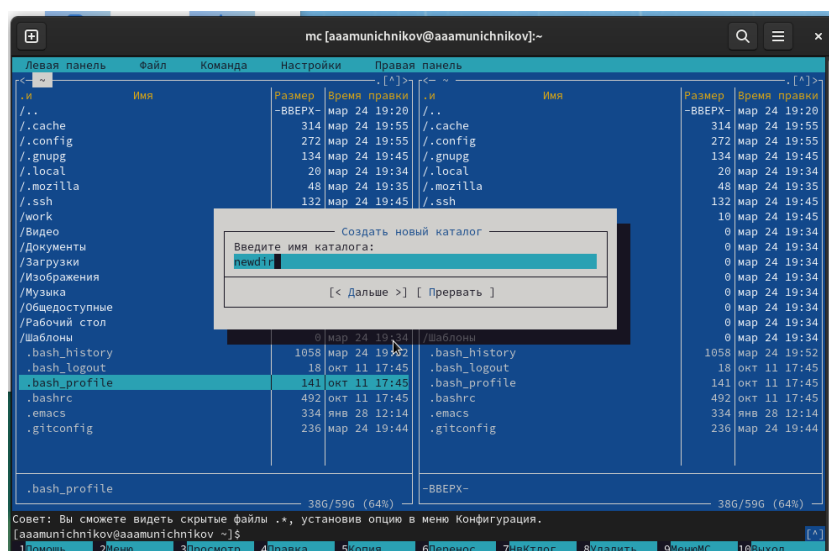 mc [aaamunichnikov@aaamunichnikov]:~
Левая панель Файл Команда Настройки Правая панель
<— ~ .[^]> <— ~ .[^]>
.и Имя Размер Время правки .и Имя Размер Время правки
/.. -ВВЕРХ- мар 24 19:20 /.. -ВВЕРХ- мар 24 19:20
/.cache 314 мар 24 19:55 /.cache 314 мар 24 19:55
/.config 272 мар 24 19:55 /.config 272 мар 24 19:55
/.gnupg 134 мар 24 19:45 /.gnupg 134 мар 24 19:45
/.local 20 мар 24 19:34 /.local 20 мар 24 19:34
/.mozilla 48 мар 24 19:35 /.mozilla 48 мар 24 19:35
/.ssh 132 мар 24 19:45 /.ssh 132 мар 24 19:45
/work 10 мар 24 19:45
/Видео 0 мар 24 19:34
/Документы 0 мар 24 19:34
/Загрузки 0 мар 24 19:34
/Изображения 0 мар 24 19:34
/Музыка 0 мар 24 19:34
/Общедоступные 0 мар 24 19:34
/Рабочий стол 0 мар 24 19:34
Создать новый каталог
Введите имя каталога:
newdir
[< Дальше >] [ Прервать ]
/Шаблоны 0 мар 24 19:34 /Шаблоны 0 мар 24 19:34
.bash_history 1058 мар 24 19:52 .bash_history 1058 мар 24 19:52
.bash_logout 18 окт 11 17:45 .bash_logout 18 окт 11 17:45
.bash_profile 141 окт 11 17:45 .bash_profile 141 окт 11 17:45
.bashrc 492 окт 11 17:45 .bashrc 492 окт 11 17:45
.emacs 334 янв 28 12:14 .emacs 334 янв 28 12:14
.gitconfig 236 мар 24 19:44 .gitconfig 236 мар 24 19:44
.bash_profile -ВВЕРХ-
38G/59G (64%) 38G/59G (64%)
Совет: Вы сможете видеть скрытые файлы .*, установив опцию в меню Конфигурация.
[aaamunichnikov@aaamunichnikov ~]$ [^]
1Помощь 2Меню 3Просмотр 4Правка 5Копия 6Перенос 7НвКтлог 8Удалить 9МенюMC 10Выход